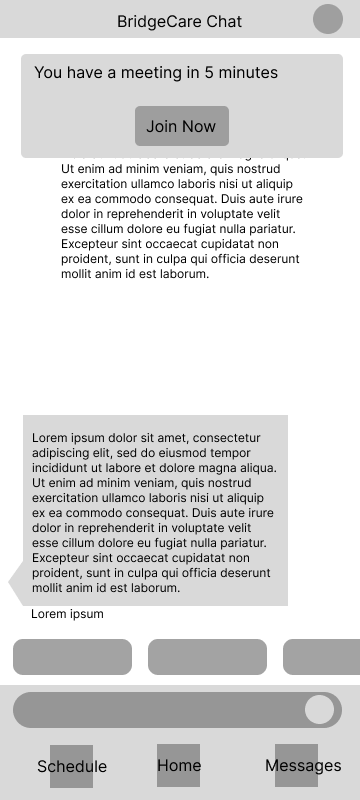 BridgeCare Chat
You have a meeting in 5 minutes
Join Now
Ut enim ad minim veniam, quis nostrud
exercitation ullamco laboris nisi ut aliquip
ex ea commodo consequat. Duis aute irure
dolor in reprehenderit in voluptate velit
esse cillum dolore eu fugiat nulla pariatur.
Excepteur sint occaecat cupidatat non
proident, sunt in culpa qui officia deserunt
mollit anim id est laborum.
Lorem ipsum dolor sit amet, consectetur
adipiscing elit, sed do eiusmod tempor
incididunt ut labore et dolore magna aliqua.
Ut enim ad minim veniam, quis nostrud
exercitation ullamco laboris nisi ut aliquip
ex ea commodo consequat. Duis aute irure
dolor in reprehenderit in voluptate velit
esse cillum dolore eu fugiat nulla pariatur.
Excepteur sint occaecat cupidatat non
proident, sunt in culpa qui officia deserunt
mollit anim id est laborum.
Lorem ipsum
Schedule
Home
Messages